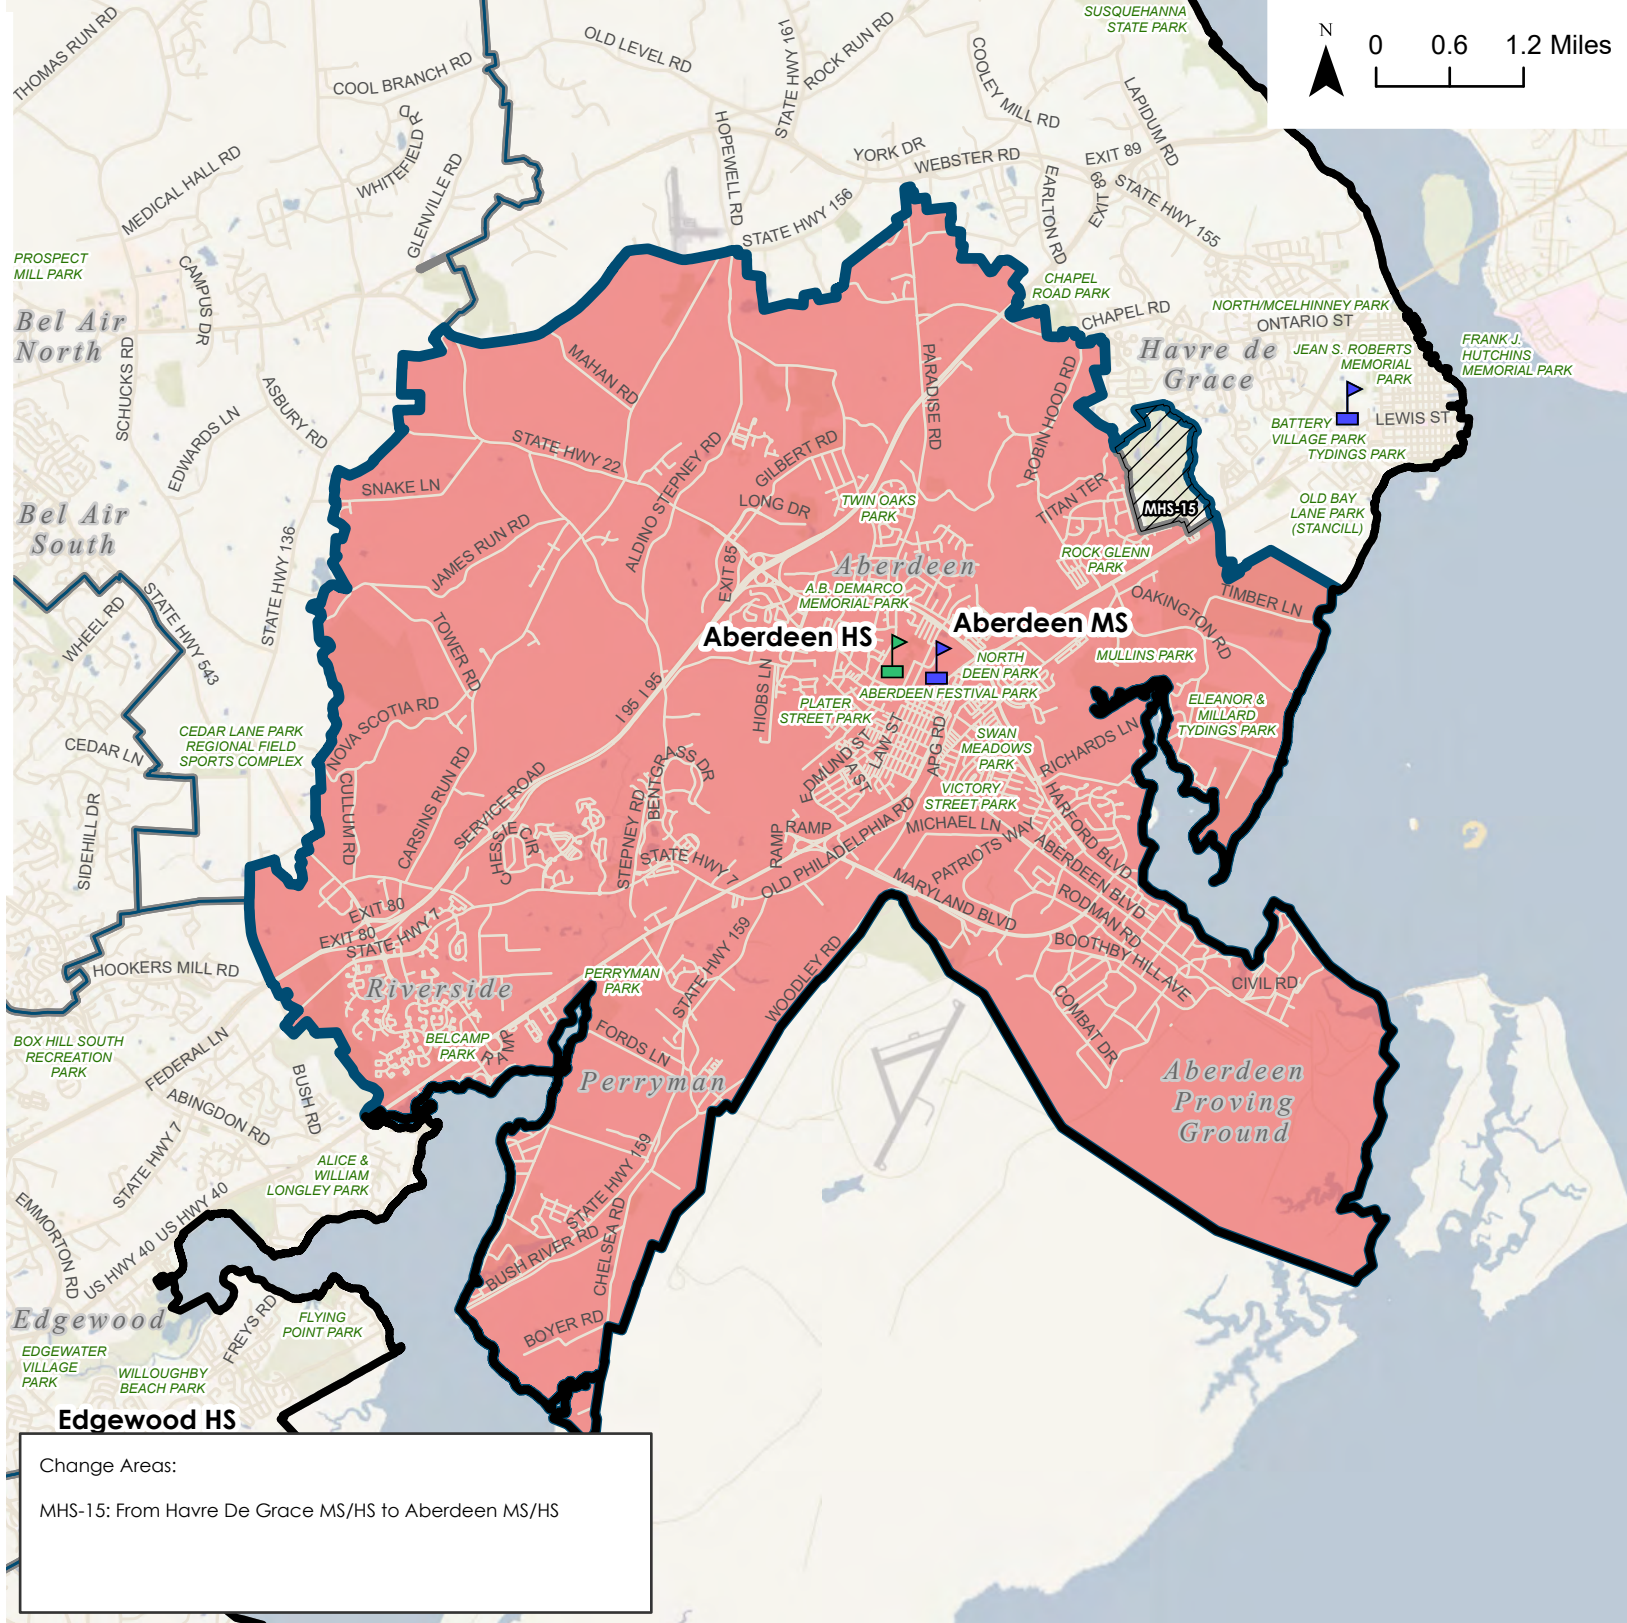 SUSQUEHANNA
STATE PARK
N
0 0.6 1.2 Miles
THOMAS RUN RD
COOL BRANCH RD
OLD LEVEL RD
STATE HWY 161
ROCK RUN RD
COOLEY MILL RD
LAPIDUM RD
WHITEFIELD RD
GLENVILLE RD
MEDICAL HALL RD
HOPEWELL RD
YORK DR
WEBSTER RD
EXIT 89
EXIT 89
EARLTON RD
STATE HWY 155
STATE HWY 156
PROSPECT
MILL PARK
CAMPUS DR
CHAPEL
ROAD PARK
CHAPEL RD
NORTH/MCELHINNEY PARK
ONTARIO ST
Bel Air
North
SCHUCKS RD
Havre de
Grace
JEAN S. ROBERTS
MEMORIAL
PARK
FRANK J.
HUTCHINS
MEMORIAL PARK
MAHAN RD
PARADISE RD
ROBIN HOOD RD
ASBURY RD
EDWARDS LN
BATTERY
VILLAGE PARK
LEWIS ST
TYDINGS PARK
STATE HWY 22
ALDINO STEPNEY RD
GILBERT RD
SNAKE LN
LONG DR
TWIN OAKS
PARK
TITAN TER
MHS-15
OLD BAY
LANE PARK
(STANCILL)
Bel Air
South
STATE HWY 136
JAMES RUN RD
EXIT 85
Aberdeen
ROCK GLENN
PARK
A.B. DEMARCO
MEMORIAL PARK
OAKINGTON RD
TIMBER LN
WHEEL RD
STATE HWY 543
TOWER RD
Aberdeen HS
Aberdeen MS
NORTH
DEEN PARK
MULLINS PARK
ABERDEEN FESTIVAL PARK
HIOBS LN
PLATER
STREET PARK
I 95 I 95
NOVA SCOTIA RD
ELEANOR &
MILLARD
TYDINGS PARK
CEDAR LANE PARK
REGIONAL FIELD
SPORTS COMPLEX
CEDAR LN
EDMUND ST
A ST
LAW ST
APG RD
SWAN
MEADOWS
PARK
RICHARDS LN
BENTGRASS DR
CULLUM RD
CARSINS RUN RD
SERVICE ROAD
CHESSIE CIR
STEPNEY RD
VICTORY
STREET PARK
HARFORD BLVD
SIDEHILL DR
RAMP
RAMP
MICHAEL LN
PATRIOTS WAY
ABERDEEN BLVD
STATE HWY 7
OLD PHILADELPHIA RD
MARYLAND BLVD
RODMAN RD
EXIT 80
EXIT 80
STATE HWY 7
STATE HWY 159
WOODLEY RD
BOOTHBY HILL AVE
CIVIL RD
HOOKERS MILL RD
Riverside
PERRYMAN
PARK
COMBAT DR
BOX HILL SOUTH
RECREATION
PARK
FEDERAL LN
BELCAMP
PARK
RAMP
FORDS LN
Perryman
Aberdeen
Proving
Ground
ABINGDON RD
BUSH RD
STATE HWY 7
ALICE &
WILLIAM
LONGLEY PARK
STATE HWY 159
CHELSEA RD
BUSH RIVER RD
BOYER RD
EMMORTON RD
US HWY 40 US HWY 40
Edgewood
FREYS RD
FLYING
POINT PARK
EDGEWATER
VILLAGE
PARK
WILLOUGHBY
BEACH PARK
Edgewood HS
Change Areas:
MHS-15: From Havre De Grace MS/HS to Aberdeen MS/HS